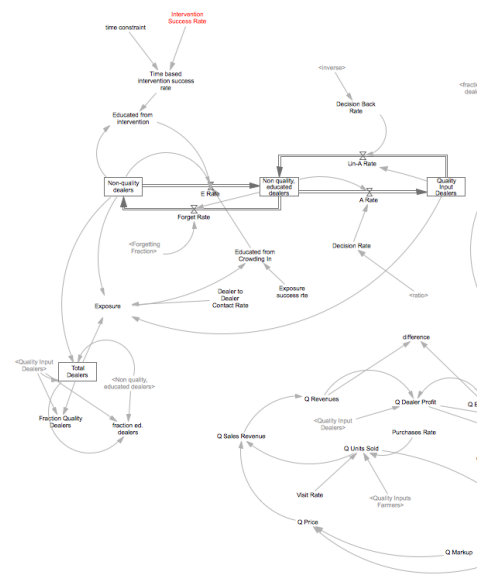 Intervention
Success Rate
time constraint
Time based
intervention success
rate
<Inverse>
<fractio
deal
Educated from
intervention
Decision Back
Rate
Un-A Rate
Non-quality
dealers
E Rate
Non quality,
educated dealers
Quality
Input
Dealers
A Rate
Forget Rate
<Forgetting
Fraction>
Educated from
Crowding In
Decision Rate
Exposure
success rte
Dealer to
Dealer
Contact Rate
<ratio>
Exposure
difference
<Quality Input
Dealers>
Total
Dealers
<Non quality,
educated dealers>
Q Revenues
Q Dealer Profit
Q E
Fraction Quality
Dealers
fraction ed.
dealers
<Quality Input
Dealers>
Purchases Rate
Q Sales Revenue
Q Units Sold
Visit Rate
<Quality Inputs
Farmers>
Q Price
Q Markup